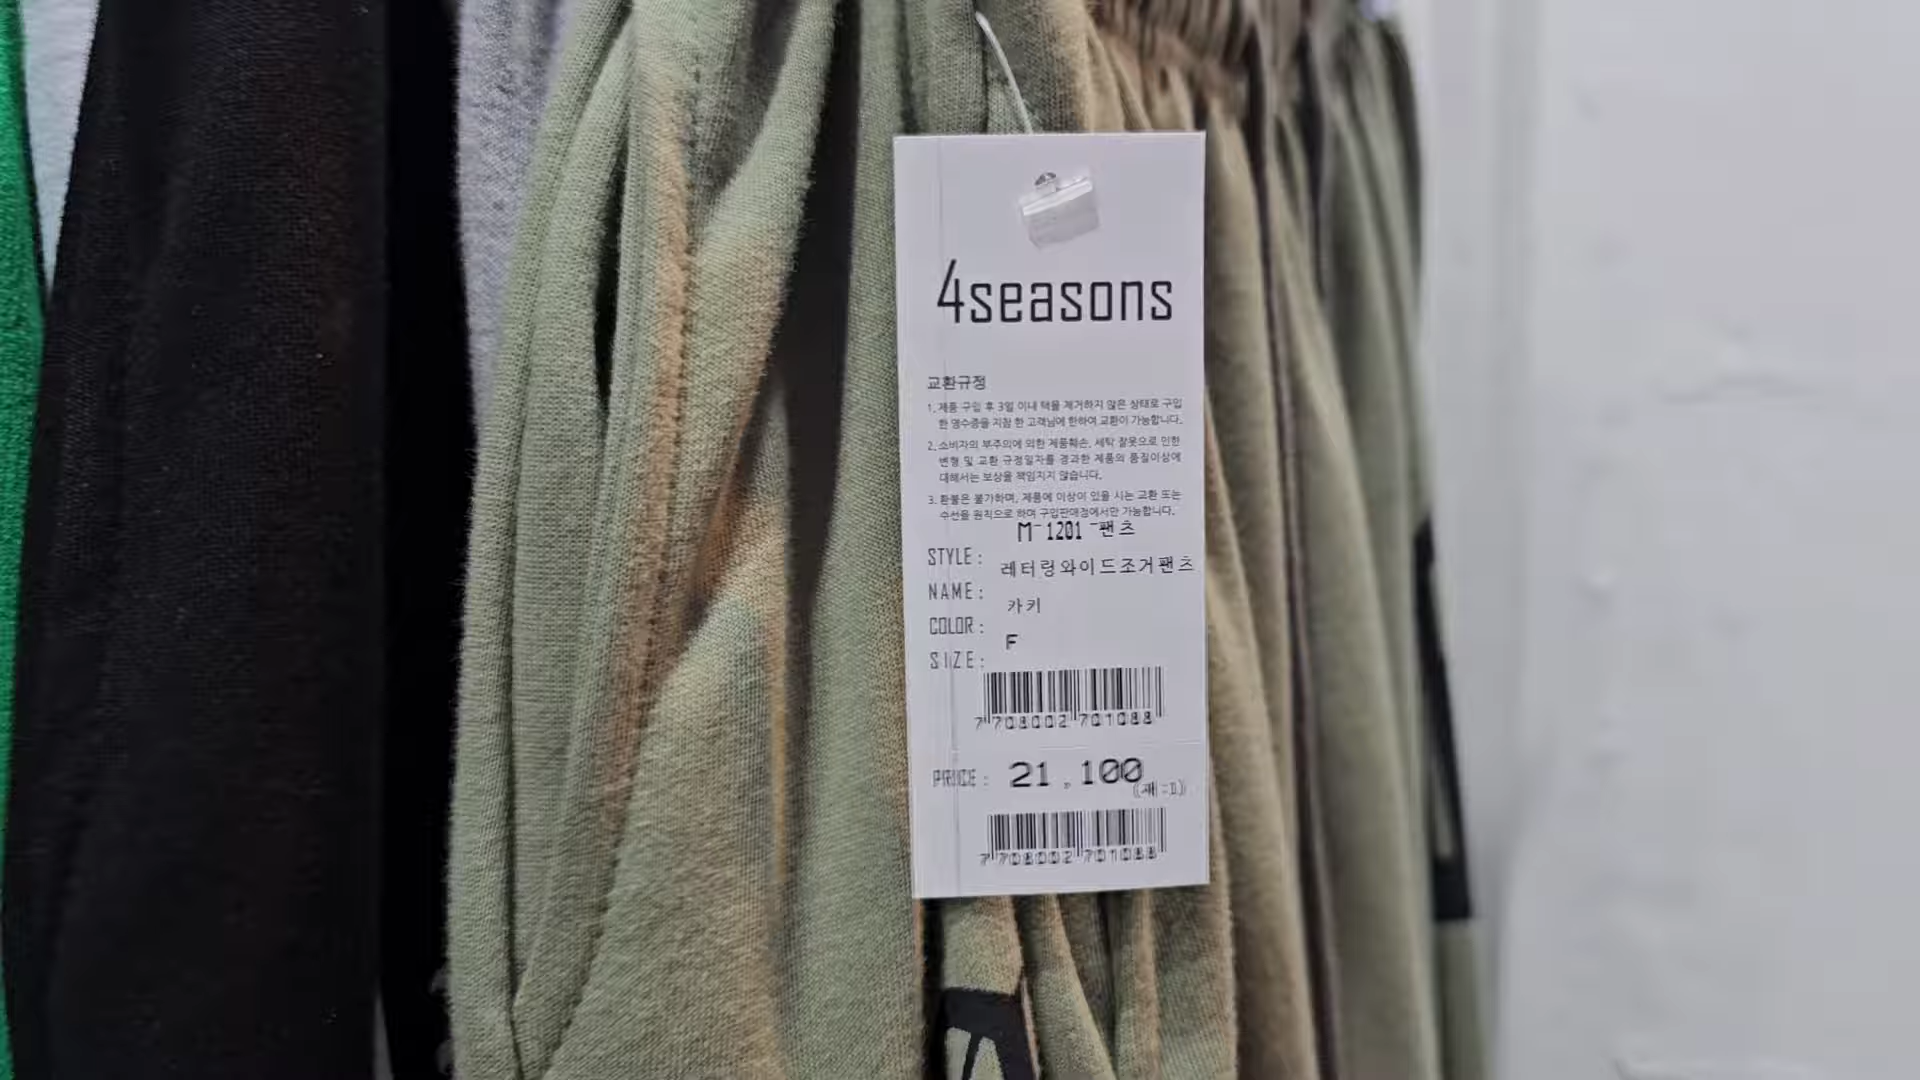 4seasons
교환규정
1. 제품 구입 후 3일 이내 택을 제거하지 않은 상태로 구입
한 영수증을 지참 한 고객님에 한하여 교환이 가능합니다.
2. 소비자의 부주의에 의한 제품훼손, 세탁 잘못으로 인한
변형 및 교환 규정일자를 경과한 제품의 품질이상에
대해서는 보상을 책임지지 않습니다.
3. 환불은 불가하며, 제품에 이상이 있을 시는 교환 또는
수선을 원칙으로 하며 구입판매점에서만 가능합니다.
M-1201-팬츠
STYLE :
레터링와이드조거팬츠
NAME :
카키
COLOR :
F
SIZE :
7 708002 701088
PRICE : 21,100
7 708002 701088